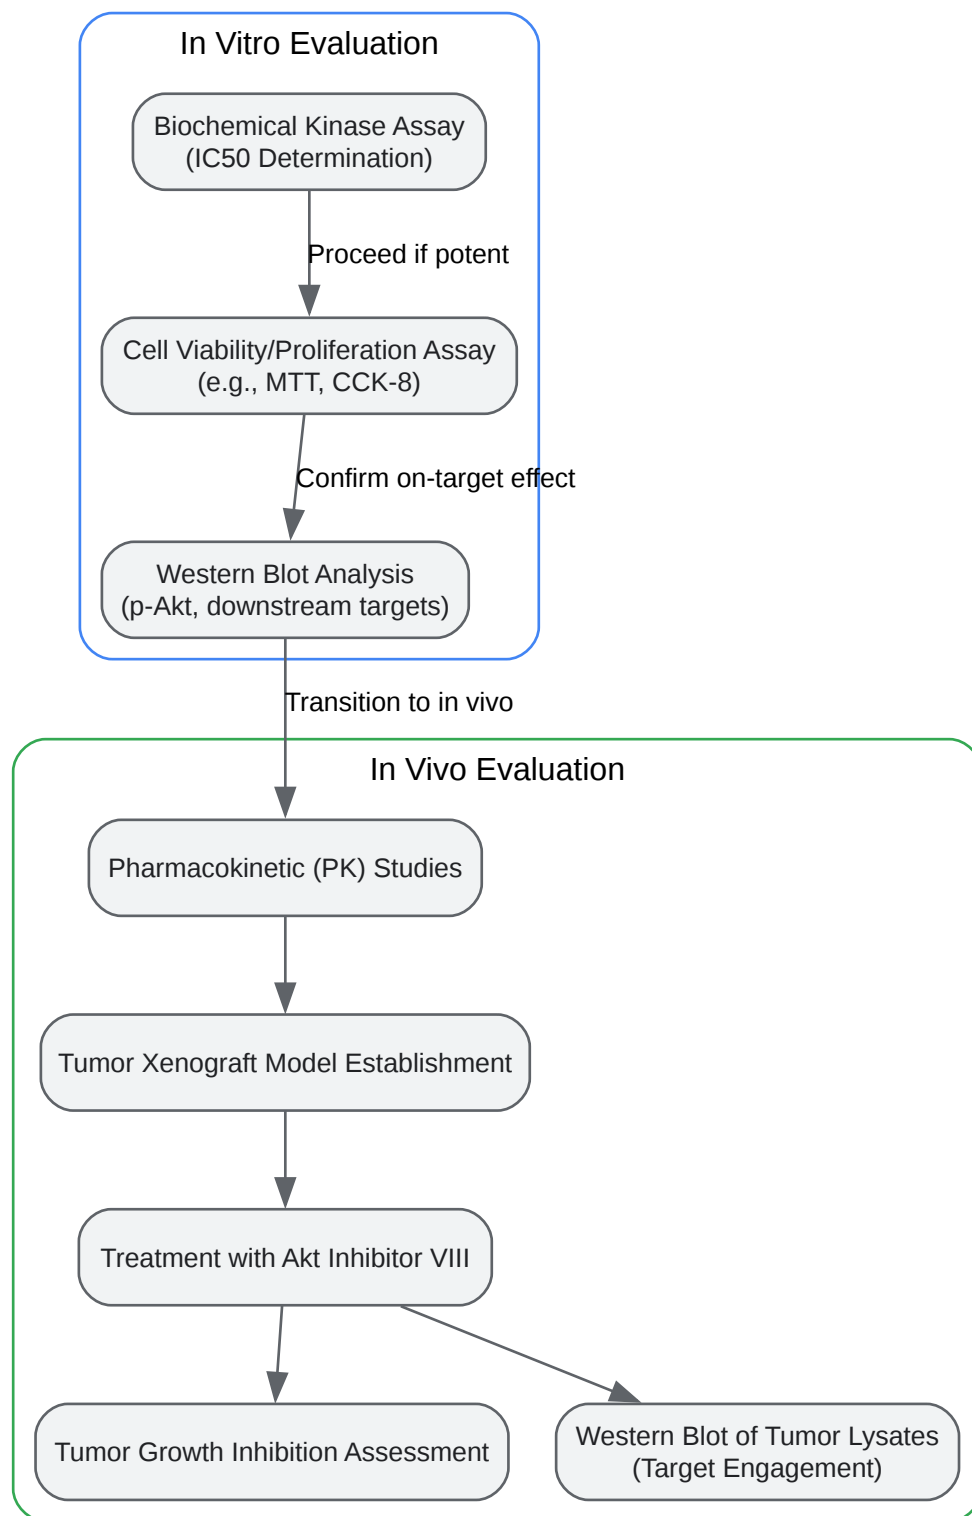 In Vitro Evaluation
Biochemical Kinase Assay
(IC50 Determination)
Proceed if potent
Cell Viability/Proliferation Assay
(e.g., MTT, CCK-8)
Confirm on-target effect
Western Blot Analysis
(p-Akt, downstream targets)
Transition to in vivo
In Vivo Evaluation
Pharmacokinetic (PK) Studies
Tumor Xenograft Model Establishment
Treatment with Akt Inhibitor VIII
Tumor Growth Inhibition Assessment
Western Blot of Tumor Lysates
(Target Engagement)